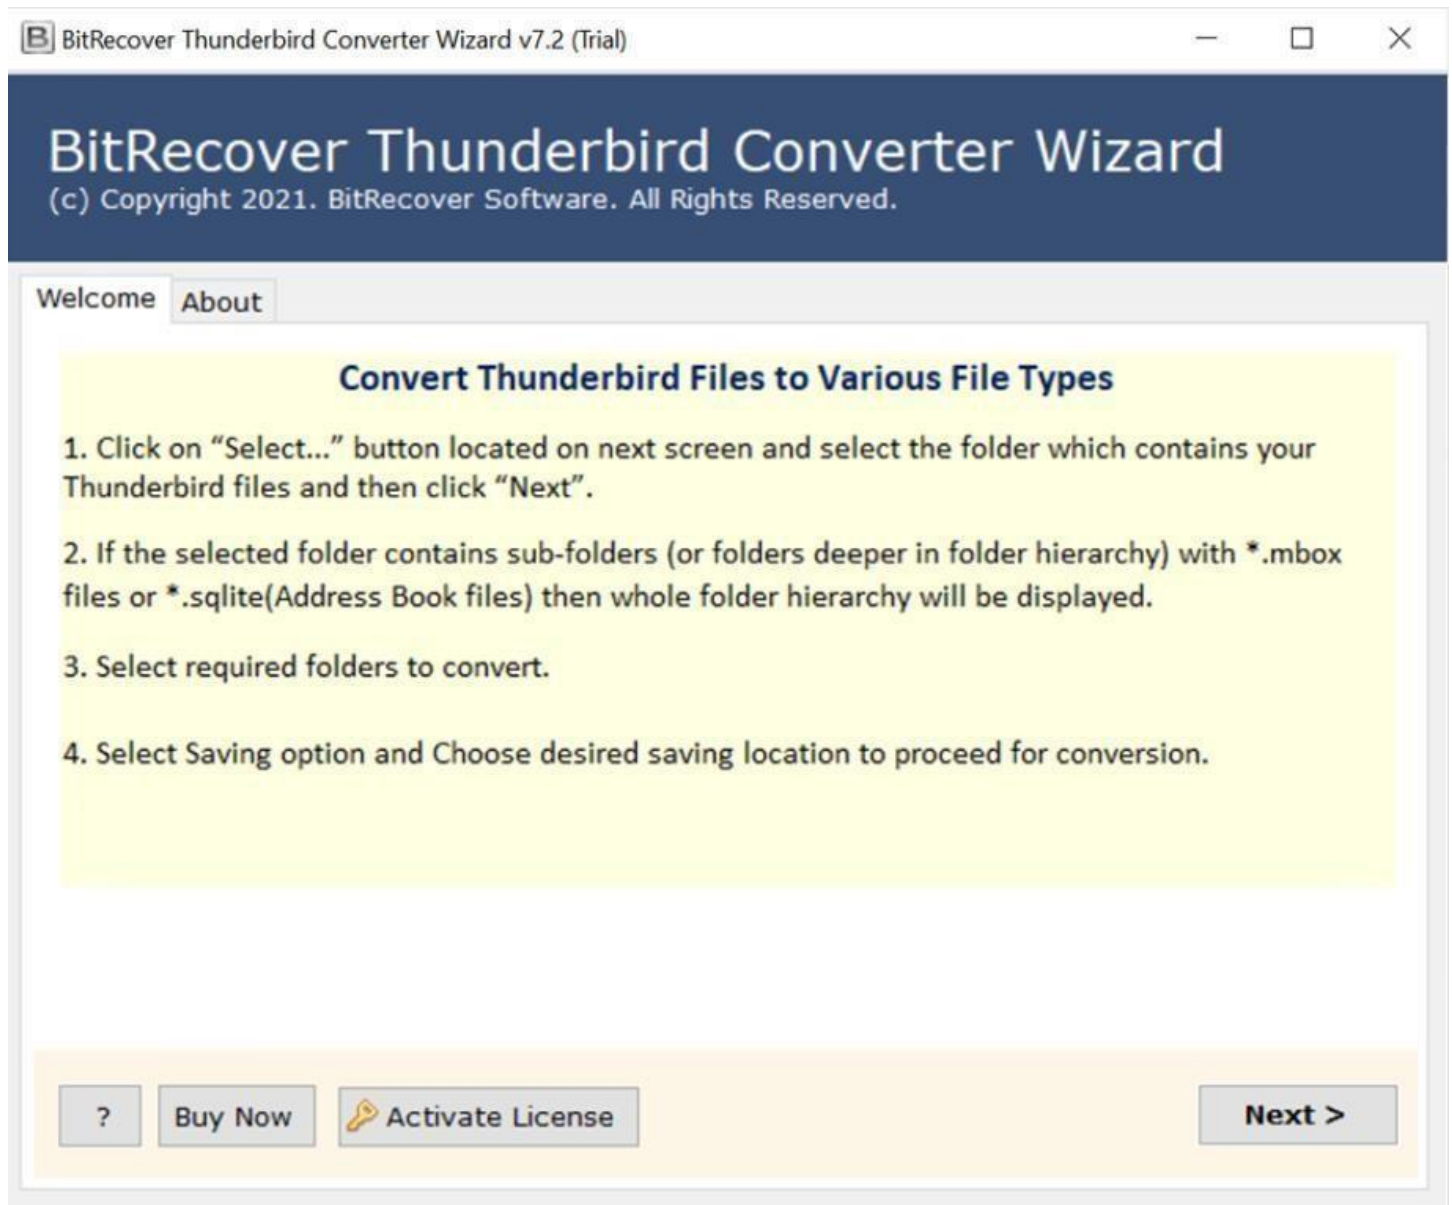 BitRecover Thunderbird Converter Wizard v7.2 (Trial)
BitRecover Thunderbird Converter Wizard
(c) Copyright 2021. BitRecover Software. All Rights Reserved.
Welcome About
Convert Thunderbird Files to Various File Types
1. Click on “Select...” button located on next screen and select the folder which contains your
Thunderbird files and then click “Next”.
2. If the selected folder contains sub-folders (or folders deeper in folder hierarchy) with *.mbox
files or *.sqlite(Address Book files) then whole folder hierarchy will be displayed.
3. Select required folders to convert.
4. Select Saving option and Choose desired saving location to proceed for conversion.
? Buy Now Activate License Next >